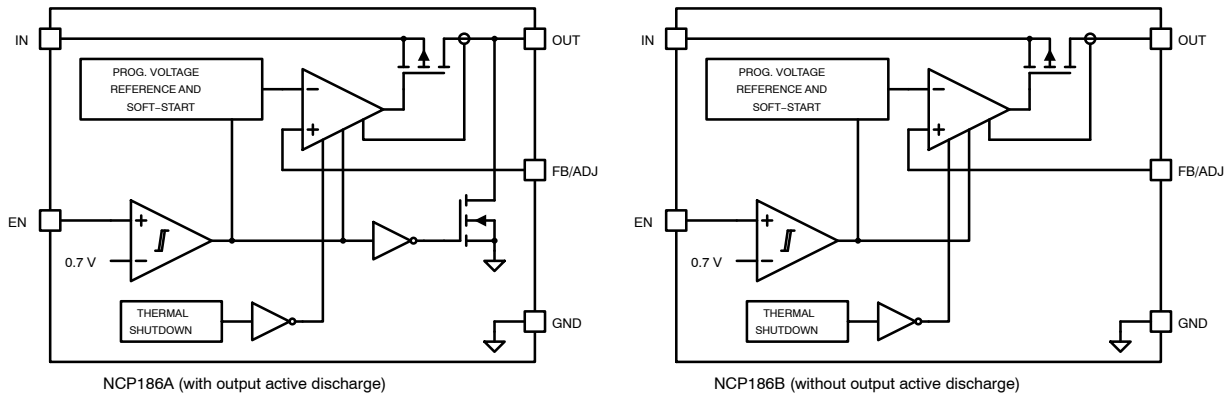 IN
OUT
PROG. VOLTAGE
REFERENCE AND
SOFT−START
−
+
FB/ADJ
EN
+
0.7 V
−
THERMAL
SHUTDOWN
GND
NCP186A (with output active discharge)
IN
OUT
PROG. VOLTAGE
REFERENCE AND
SOFT−START
−
+
FB/ADJ
EN
+
0.7 V
−
THERMAL
SHUTDOWN
GND
NCP186B (without output active discharge)